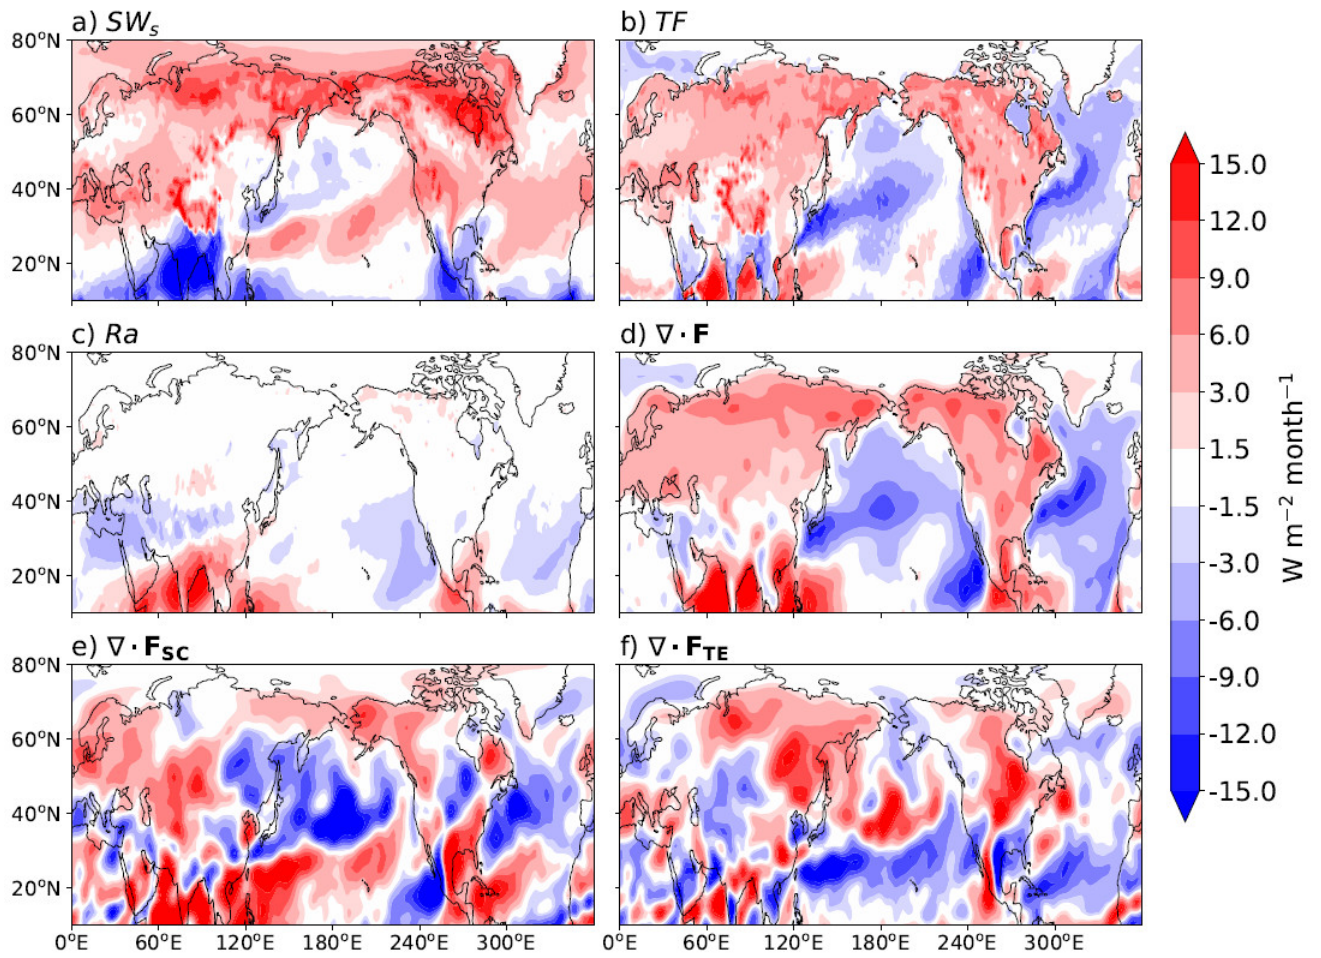 a) SWₛ
b) TF
80°N
60°N
40°N
20°N
c) Ra
d) ∇ · F
80°N
60°N
40°N
20°N
e) ∇ · F_SC
f) ∇ · F_TE
80°N
60°N
40°N
20°N
0°E 60°E 120°E 180°E 240°E 300°E
0°E 60°E 120°E 180°E 240°E 300°E
15.0
12.0
9.0
6.0
3.0
1.5
-1.5
-3.0
-6.0
-9.0
-12.0
-15.0
W m⁻² month⁻¹